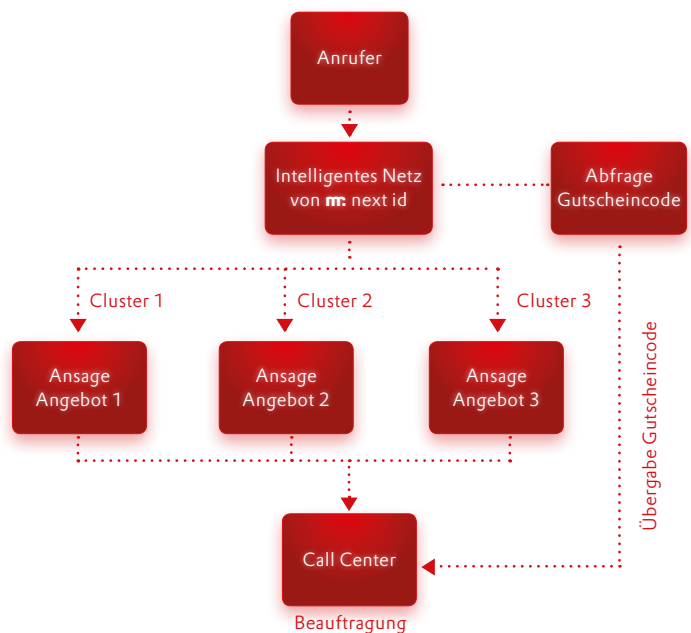 Anrufer
Intelligentes Netz
von nr: next id
Abfrage
Gutscheincode
Cluster 1
Cluster 2
Cluster 3
Ansage
Angebot 1
Ansage
Angebot 2
Ansage
Angebot 3
Übergabe Gutscheincode
Call Center
Beauftragung